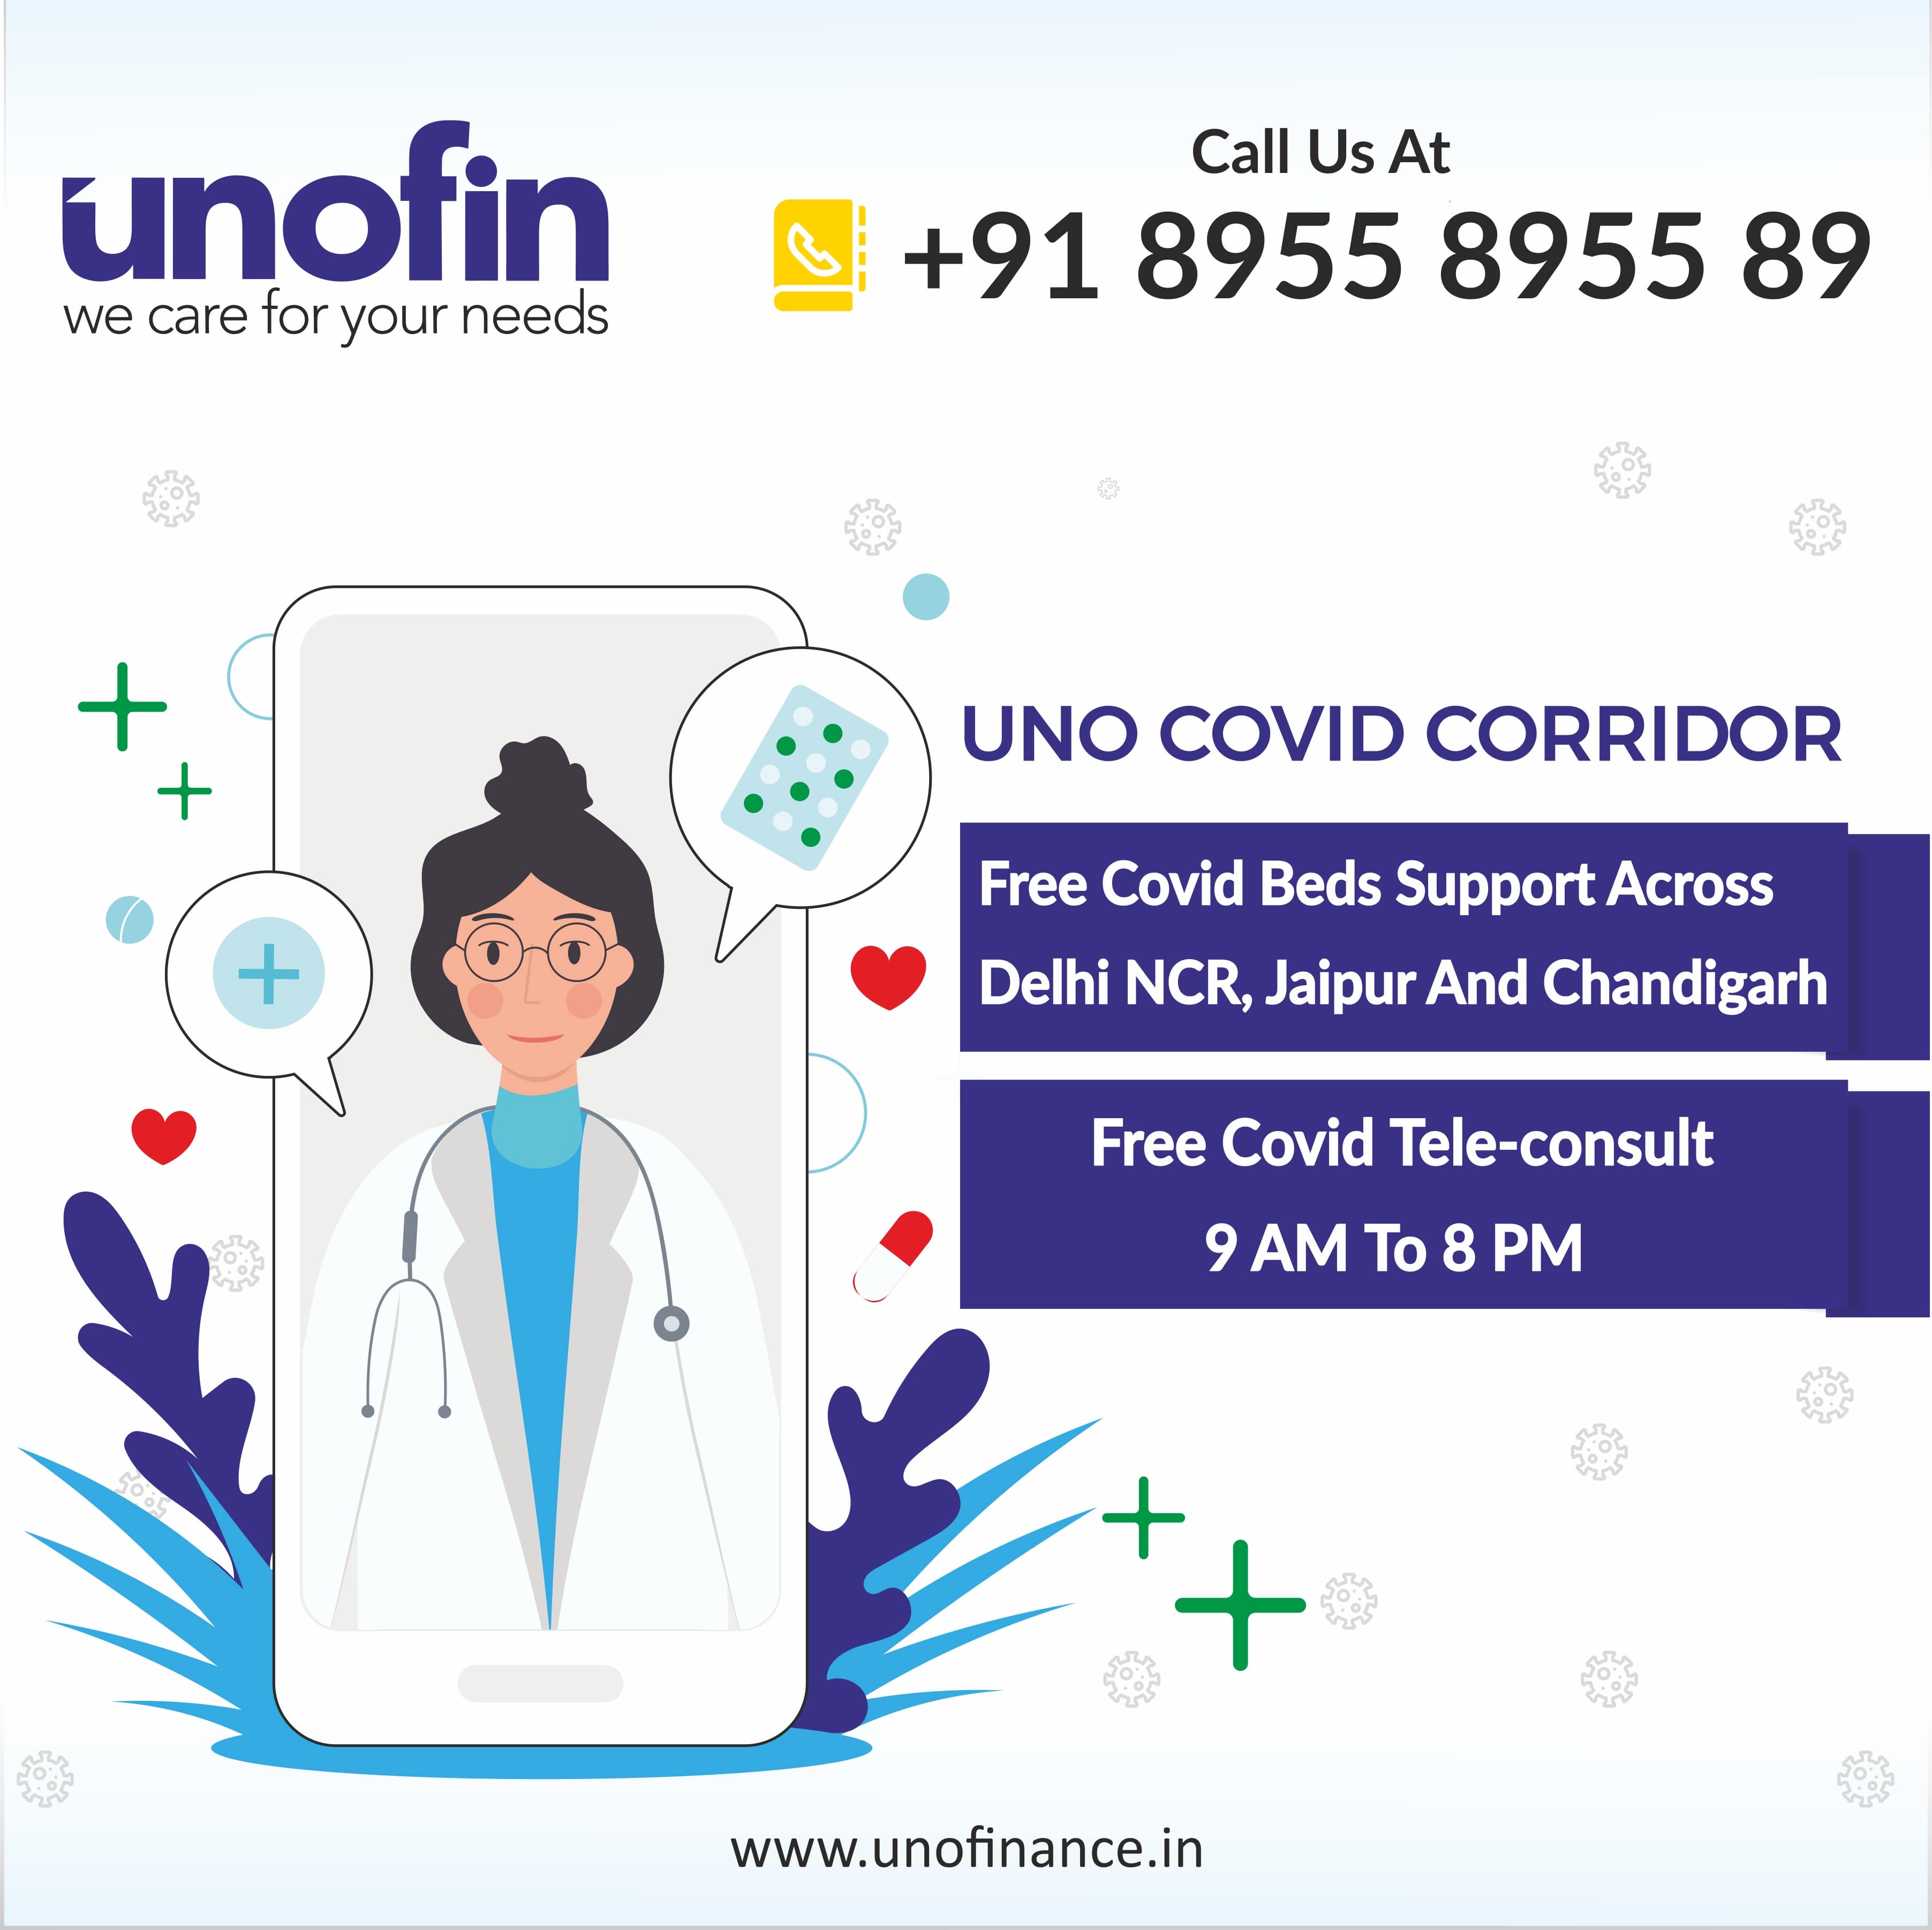 unofin
we care for your needs
Call Us At
+91 8955 8955 89
UNO COVID CORRIDOR
Free Covid Beds Support Across
Delhi NCR, Jaipur And Chandigarh
Free Covid Tele-consult
9 AM To 8 PM
www.unofinance.in